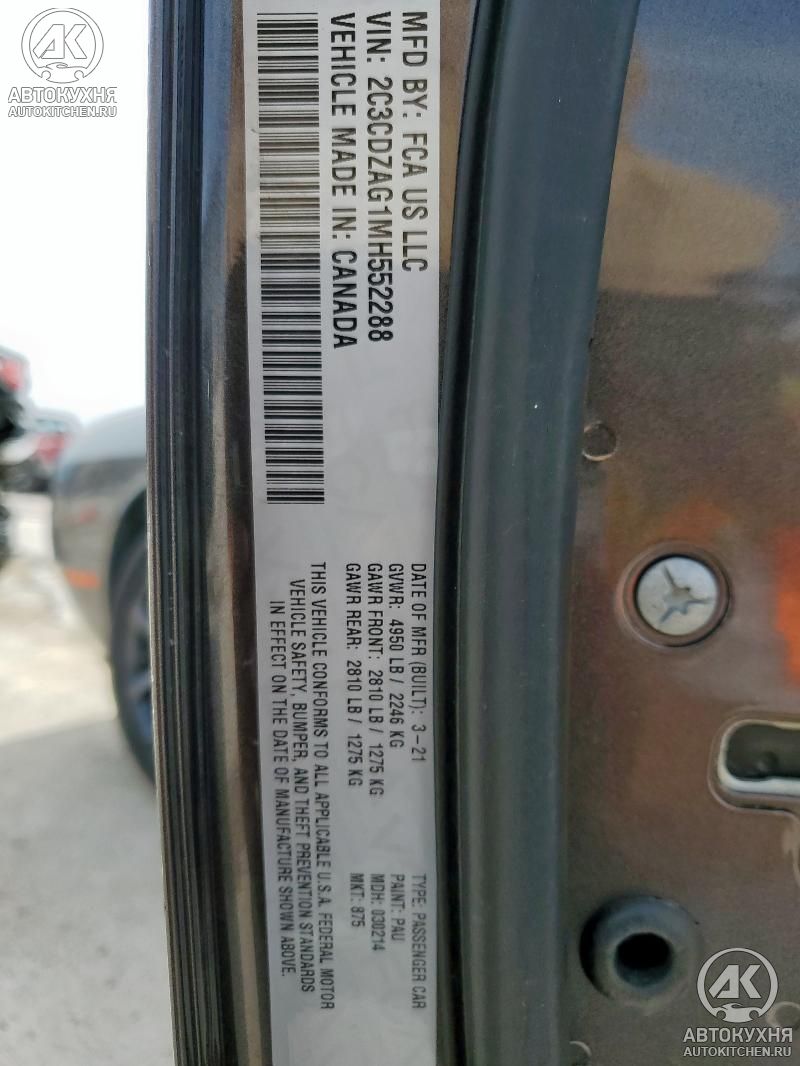 MFD BY: FCA US LLC
VIN: 2C3CDZAG1MH552288
VEHICLE MADE IN: CANADA
DATE OF MFR (BUILT): 3-21
GVWR: 4950 LB / 2246 KG
GAWR FRONT: 2810 LB / 1275 KG
GAWR REAR: 2810 LB / 1275 KG
THIS VEHICLE CONFORMS TO ALL APPLICABLE U.S.A. FEDERAL MOTOR
VEHICLE SAFETY, BUMPER, AND THEFT PREVENTION STANDARDS
IN EFFECT ON THE DATE OF MANUFACTURE SHOWN ABOVE.
TYPE: PASSENGER CAR
PAINT: PAU
MDH: 030214
MKT: 875
АК
АВТОКУХНЯ
AUTOKITCHEN.RU
АК
АВТОКУХНЯ
AUTOKITCHEN.RU